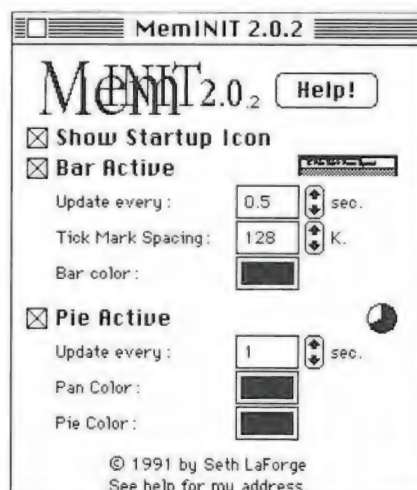 MemINIT 2.0.2
MemINIT 2.0.2 Help!
Show Startup Icon
Bar Active
Update every : 0.5 sec.
Tick Mark Spacing : 128 K.
Bar color :
Pie Active
Update every : 1 sec.
Pan Color :
Pie Color :
© 1991 by Seth LaForge
See help for my address